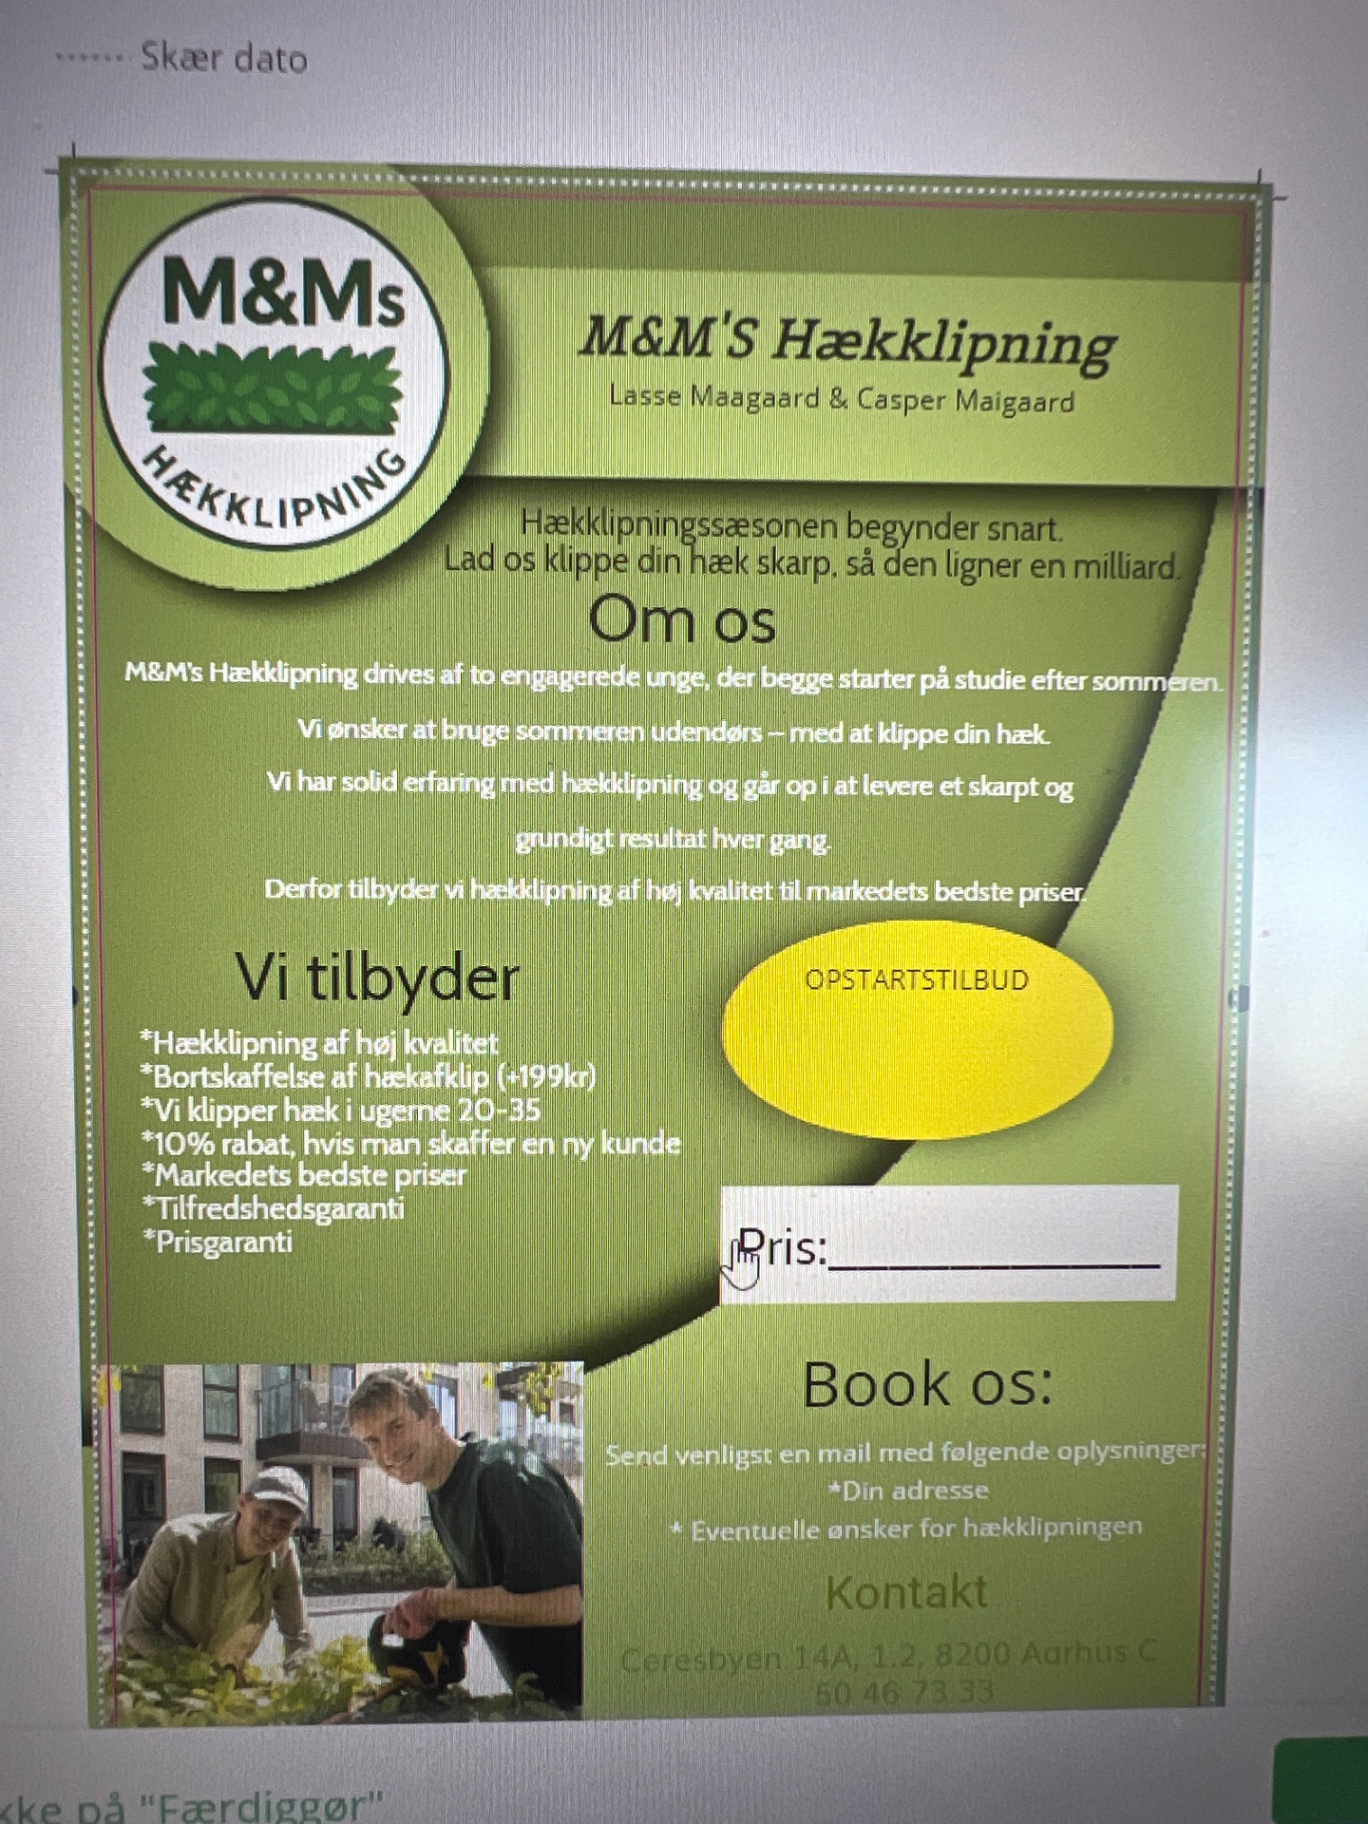 Skær dato
M&Ms
HÆKKLIPNING
M&M'S Hækklipning
Lasse Maagaard & Casper Maigaard
Hækklipningssæsonen begynder snart.
Lad os klippe din hæk skarp, så den ligner en milliard.
Om os
M&M's Hækklipning drives af to engagerede unge, der begge starter på studie efter sommeren.
Vi ønsker at bruge sommeren udendørs – med at klippe din hæk.
Vi har solid erfaring med hækklipning og går op i at levere et skarpt og
grundigt resultat hver gang.
Derfor tilbyder vi hækklipning af høj kvalitet til markedets bedste priser.
Vi tilbyder
*Hækklipning af høj kvalitet
*Bortskaffelse af hækafklip (+199kr)
*Vi klipper hæk i ugerne 20-35
*10% rabat, hvis man skaffer en ny kunde
*Markedets bedste priser
*Tilfredshedsgaranti
*Prisgaranti
OPSTARTSTILBUD
Pris:_______________
Book os:
Send venligst en mail med følgende oplysninger:
*Din adresse
* Eventuelle ønsker for hækklipningen
Kontakt
Ceresbyen 14A, 1.2, 8200 Aarhus C
60 46 73 33
på "Færdiggør"